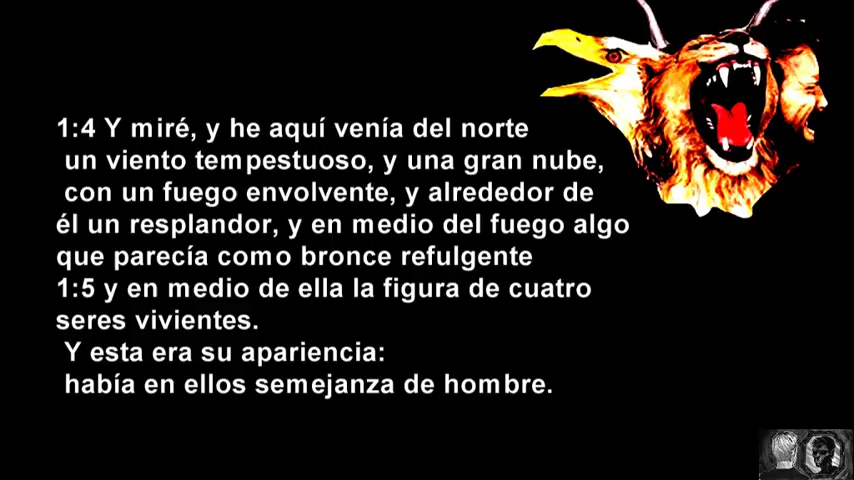 1:4 Y miré, y he aquí venía del norte
un viento tempestuoso, y una gran nube,
con un fuego envolvente, y alrededor de
él un resplandor, y en medio del fuego algo
que parecía como bronce refulgente
1:5 y en medio de ella la figura de cuatro
seres vivientes.
Y esta era su apariencia:
había en ellos semejanza de hombre.